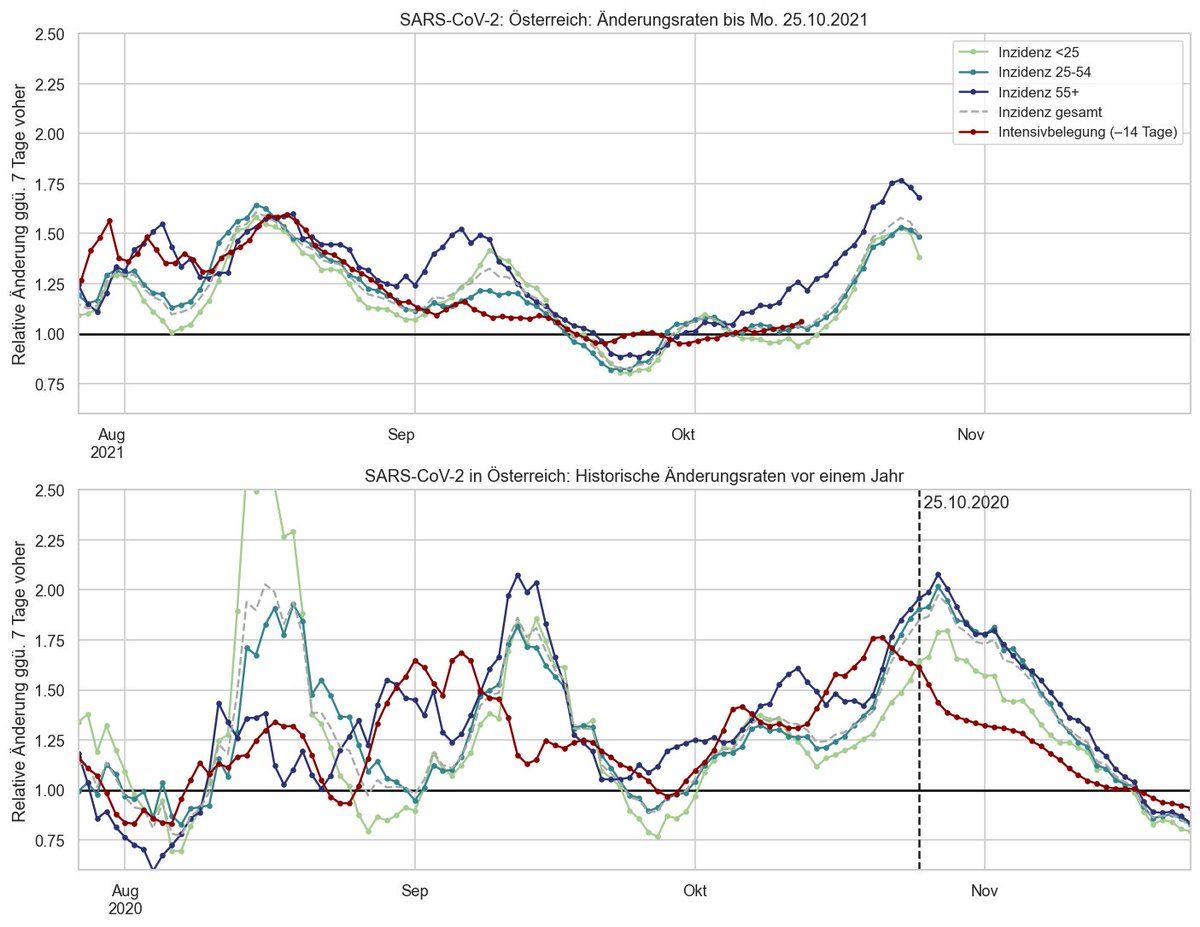 SARS-CoV-2: Österreich: Änderungsraten bis Mo. 25.10.2021
Relative Änderung ggü. 7 Tage voher
2.50
2.25
2.00
1.75
1.50
1.25
1.00
0.75
Inzidenz <25
Inzidenz 25-54
Inzidenz 55+
Inzidenz gesamt
Intensivbelegung (–14 Tage)
Aug
2021
Sep
Okt
Nov
SARS-CoV-2 in Österreich: Historische Änderungsraten vor einem Jahr
Relative Änderung ggü. 7 Tage voher
2.50
2.25
2.00
1.75
1.50
1.25
1.00
0.75
25.10.2020
Aug
2020
Sep
Okt
Nov